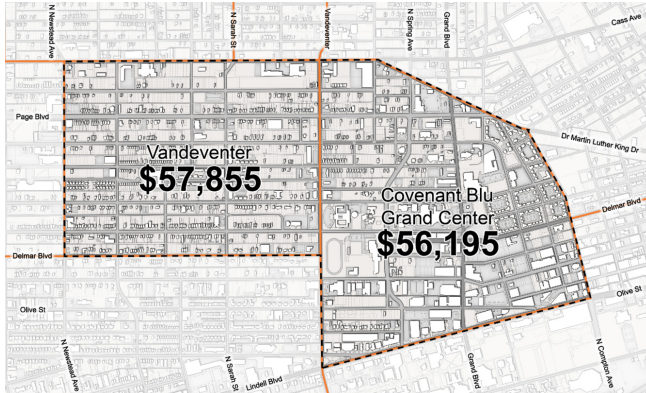 N Newstead Ave
N Sarah St
Vandeventer
N Spring Ave
Grand Blvd
Cass Ave
Page Blvd
Dr Martin Luther King Dr
Vandeventer
$57,855
Covenant Blu
Grand Center
$56,195
Delmar Blvd
Delmar Blvd
Olive St
Olive St
N Newstead Ave
N Sarah St
Lindell Blvd
Grand Blvd
N Compton Ave